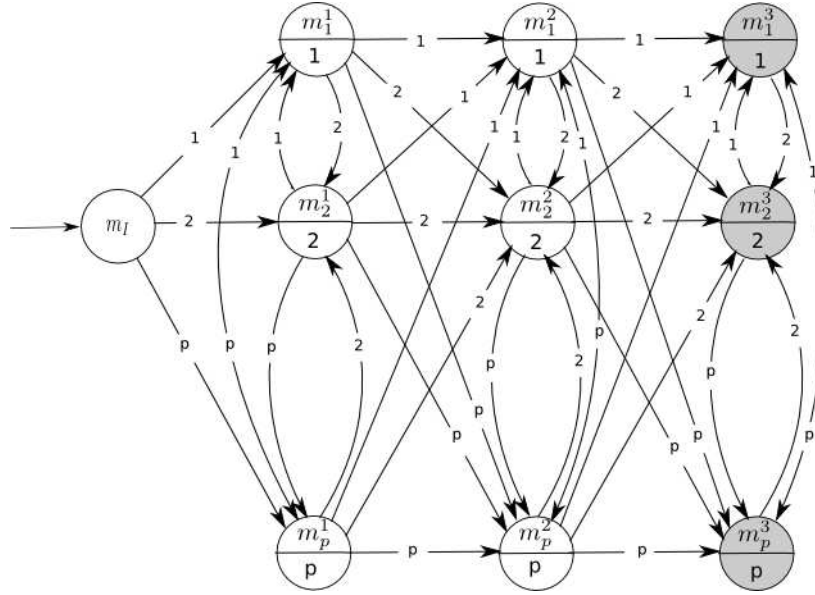 m_1^1 1 m_1^2 1 m_1^3
1 1 1
2 2
1 1 1
1 2 1 2 1 2
1 1 1 1
m_I 2 m_2^1 2 m_2^2 2 m_2^3
2 2 2
2 2
p p p 2 p 2 p p 2 p
p p p p
p m_p^1 p m_p^2 p m_p^3
p p p